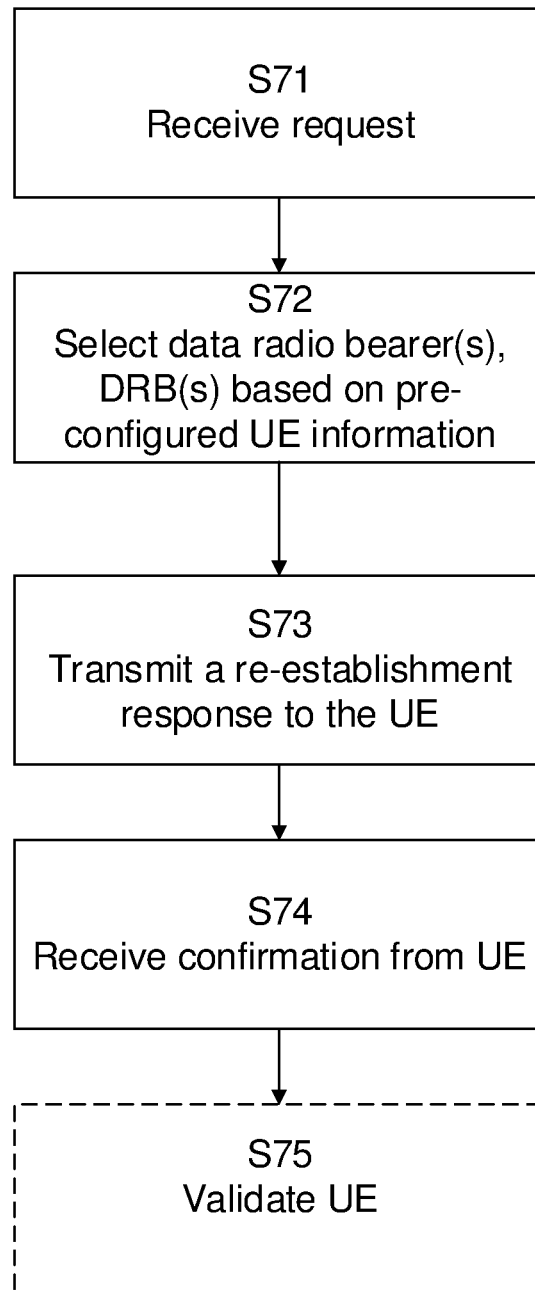 S71
Receive request
S72
Select data radio bearer(s),
DRB(s) based on pre-
configured UE information
S73
Transmit a re-establishment
response to the UE
S74
Receive confirmation from UE
S75
Validate UE